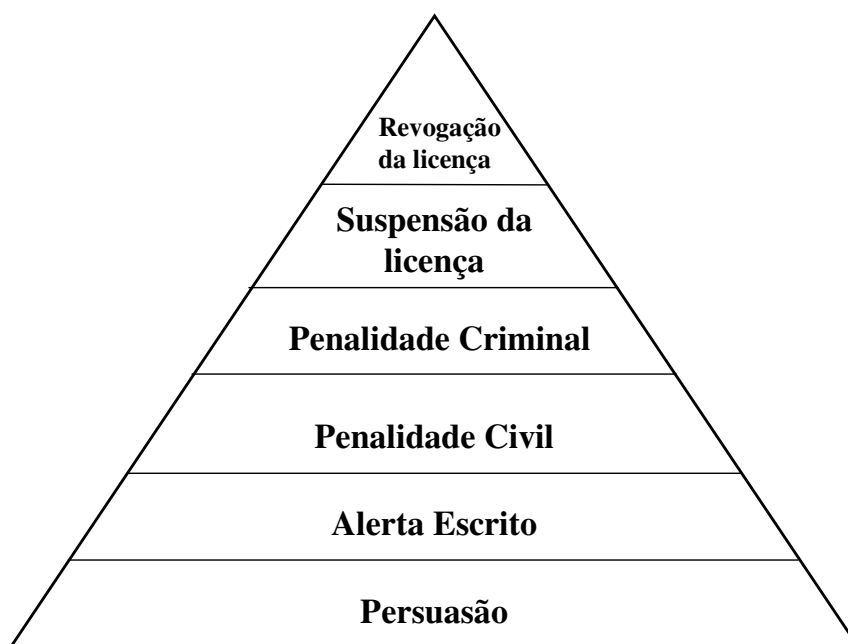 Revogação
da licença
Suspensão da
licença
Penalidade Criminal
Penalidade Civil
Alerta Escrito
Persuasão